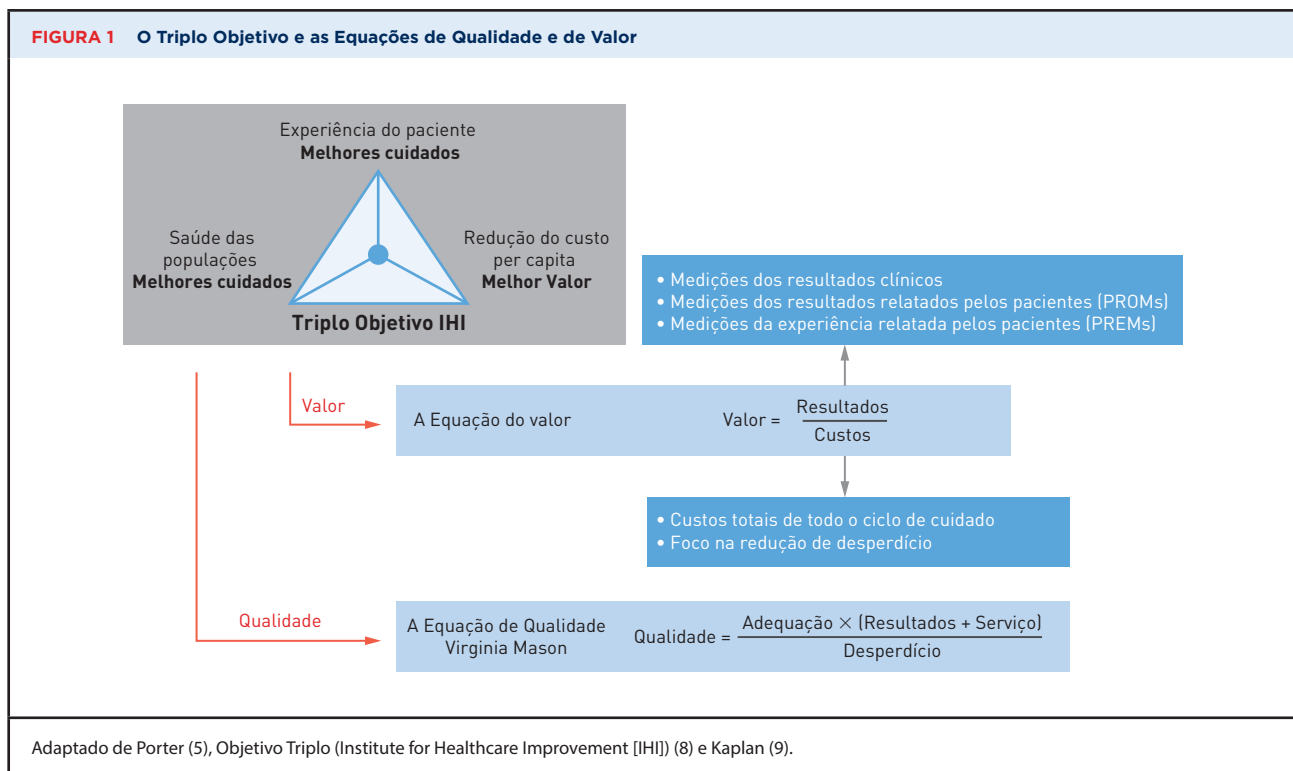 FIGURA 1 O Triplo Objetivo e as Equações de Qualidade e de Valor
Experiência do paciente
Melhores cuidados
Saúde das
populações
Melhores cuidados
Redução do custo
per capita
Melhor Valor
Triplo Objetivo IHI
• Medições dos resultados clínicos
• Medições dos resultados relatados pelos pacientes (PROMs)
• Medições da experiência relatada pelos pacientes (PREMs)
Valor
A Equação do valor
Valor =
Resultados
Custos
• Custos totais de todo o ciclo de cuidado
• Foco na redução de desperdício
Qualidade
A Equação de Qualidade
Virginia Mason
Qualidade =
Adequação × (Resultados + Serviço)
Desperdício
Adaptado de Porter (5), Objetivo Triplo (Institute for Healthcare Improvement [IHI]) (8) e Kaplan (9).